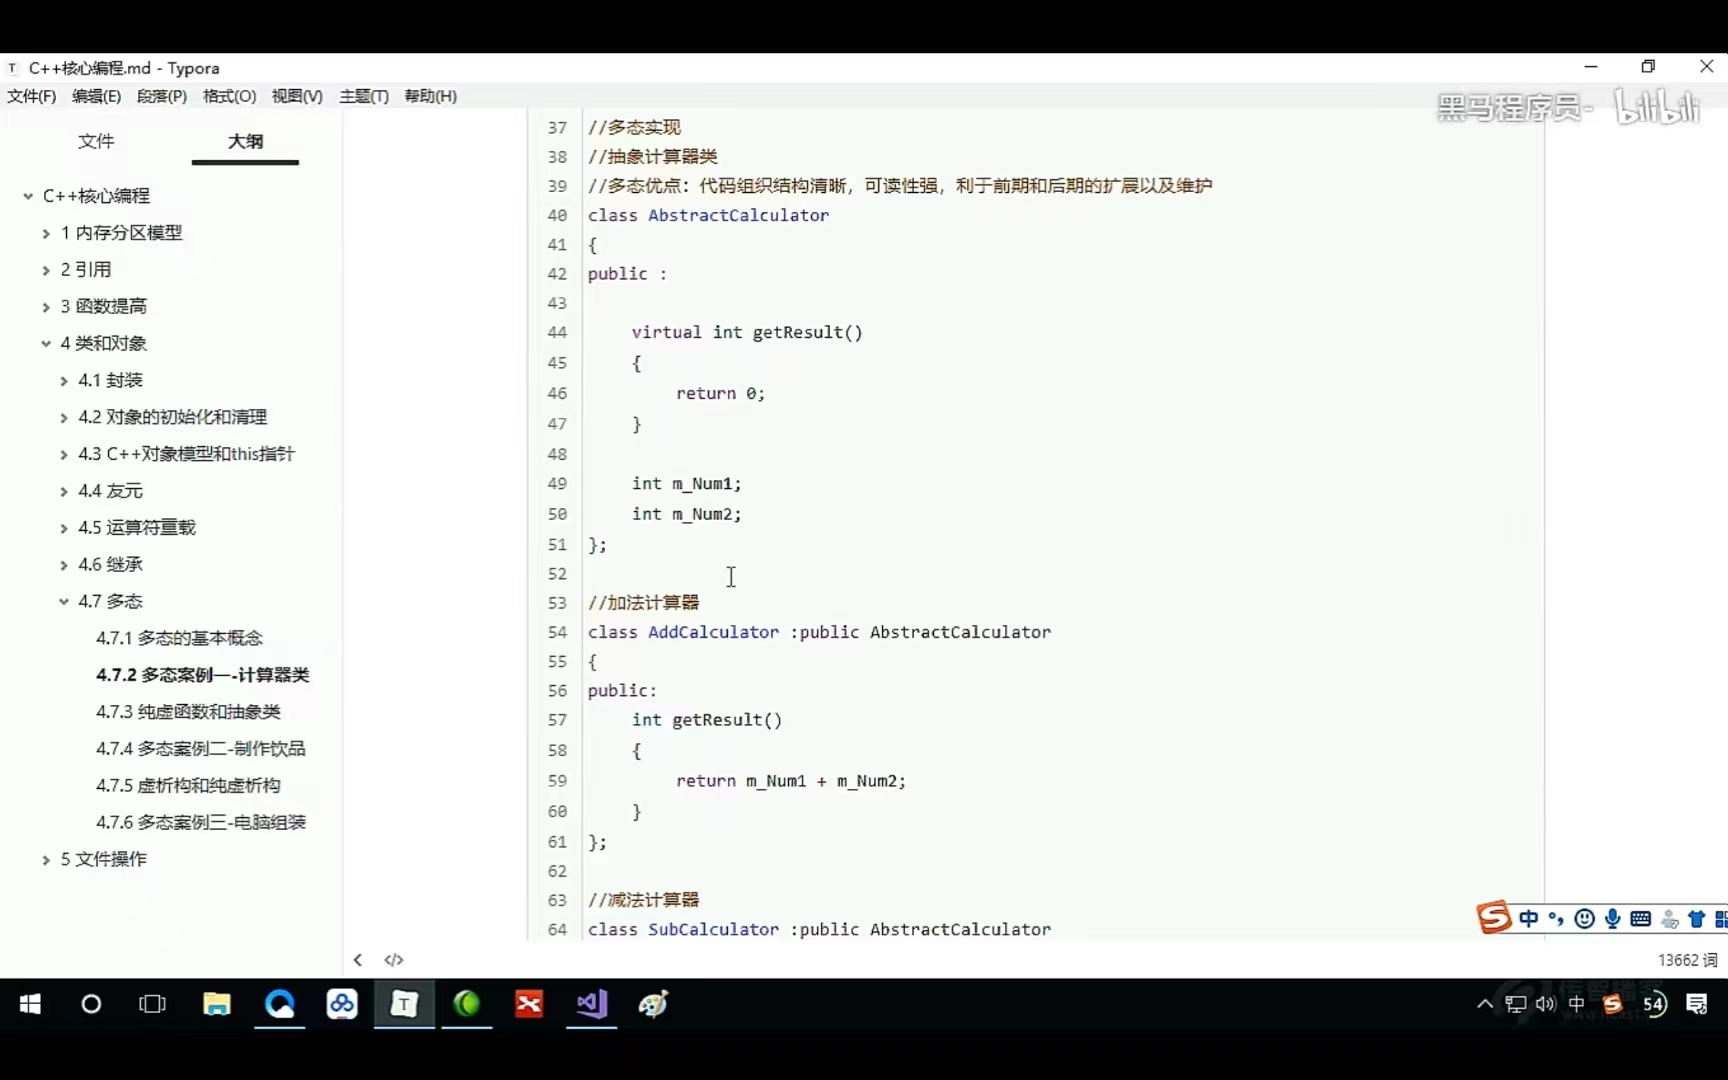 C++核心编程.md - Typora
文件(F) 编辑(E) 段落(P) 格式(O) 视图(V) 主题(T) 帮助(H)
黑马程序员- bilibili
文件 大纲
C++核心编程
1 内存分区模型
2 引用
3 函数提高
4 类和对象
4.1 封装
4.2 对象的初始化和清理
4.3 C++对象模型和this指针
4.4 友元
4.5 运算符重载
4.6 继承
4.7 多态
4.7.1 多态的基本概念
4.7.2 多态案例一-计算器类
4.7.3 纯虚函数和抽象类
4.7.4 多态案例二-制作饮品
4.7.5 虚析构和纯虚析构
4.7.6 多态案例三-电脑组装
5 文件操作
37 //多态实现
38 //抽象计算器类
39 //多态优点：代码组织结构清晰，可读性强，利于前期和后期的扩展以及维护
40 class AbstractCalculator
41 {
42 public :
43
44 virtual int getResult()
45 {
46 return 0;
47 }
48
49 int m_Num1;
50 int m_Num2;
51 };
52
53 //加法计算器
54 class AddCalculator :public AbstractCalculator
55 {
56 public:
57 int getResult()
58 {
59 return m_Num1 + m_Num2;
60 }
61 };
62
63 //减法计算器
64 class SubCalculator :public AbstractCalculator
中
</>
13662 词
中
54